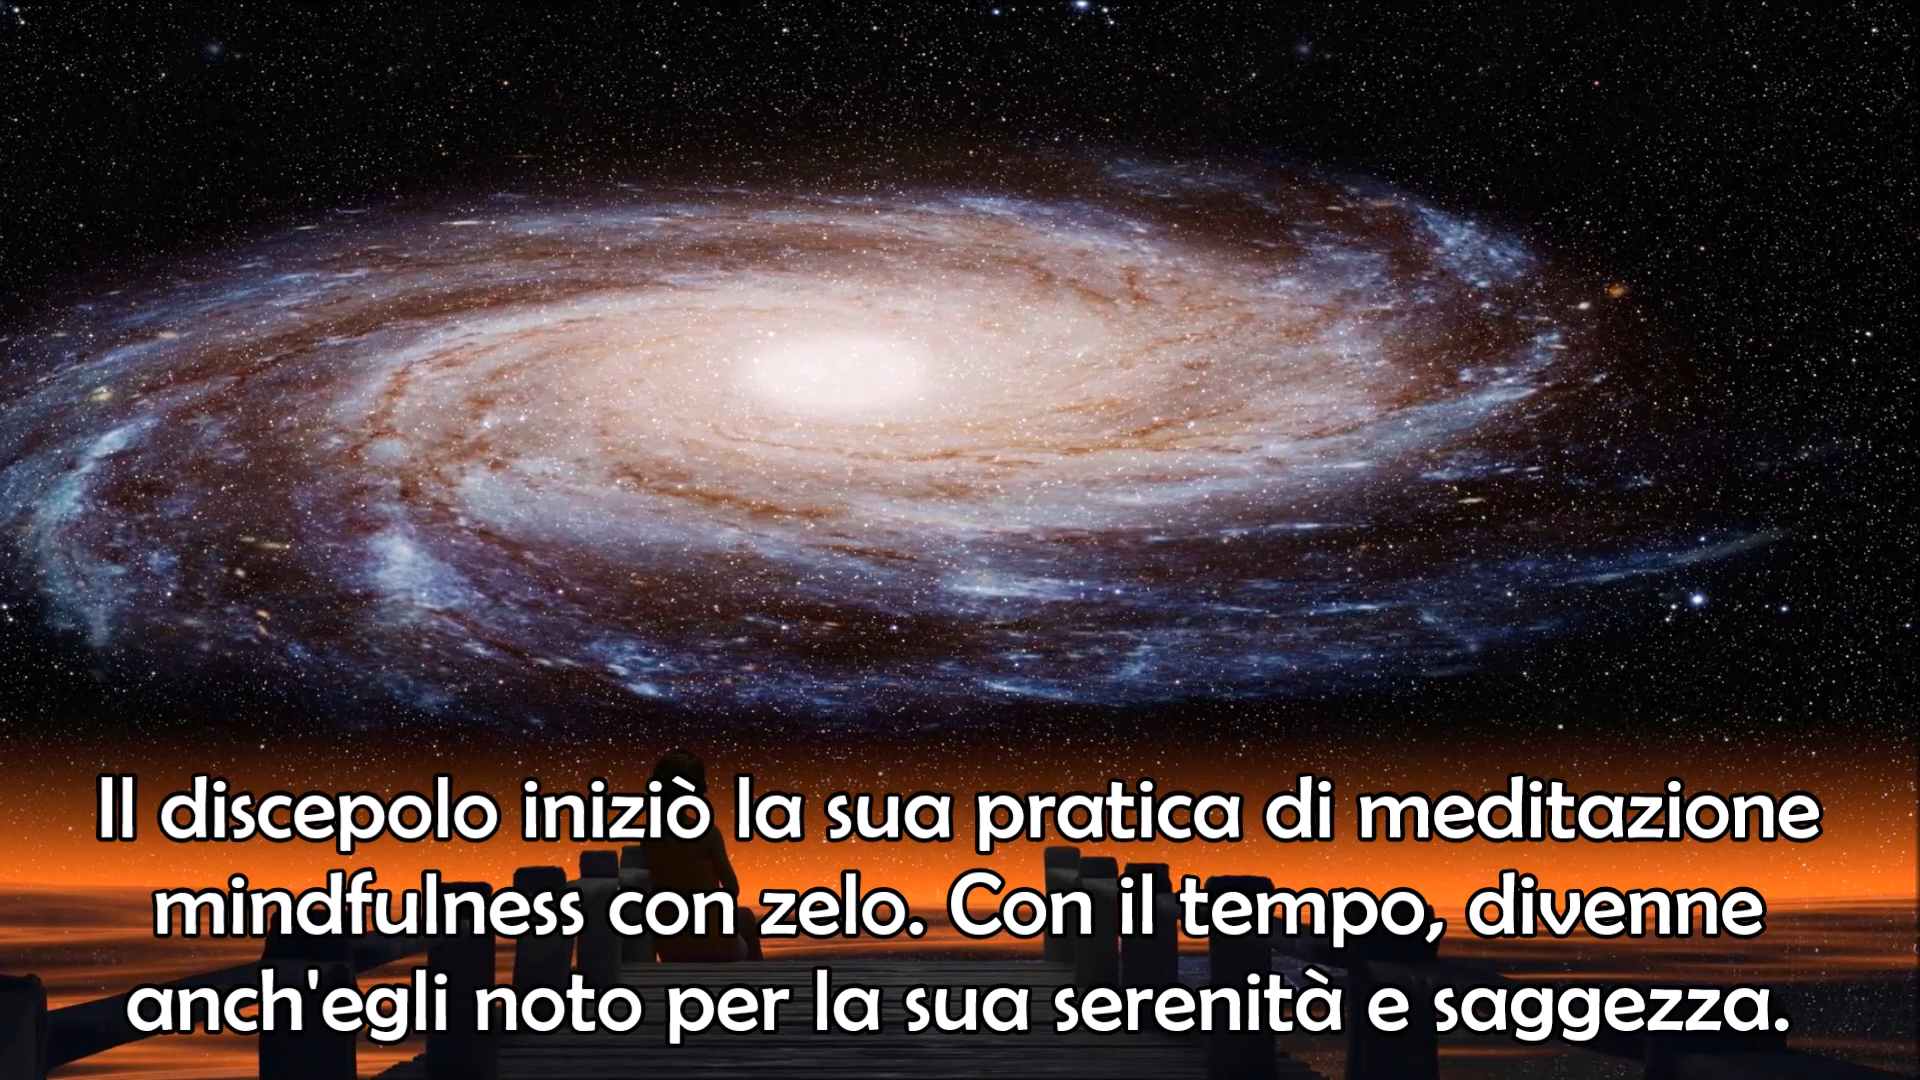 Il discepolo iniziò la sua pratica di meditazione
mindfulness con zelo. Con il tempo, divenne
anch'egli noto per la sua serenità e saggezza.